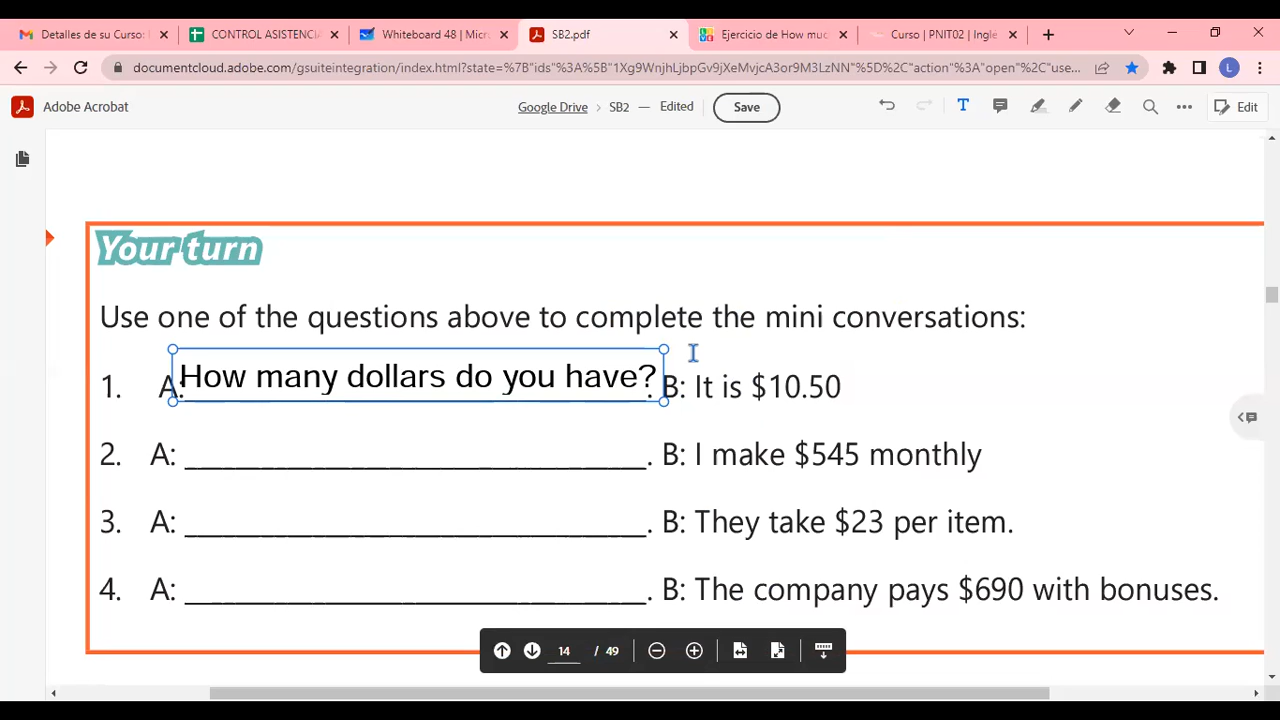 Detalles de su Curso:
CONTROL ASISTENCIA
Whiteboard 48 | Micr
SB2.pdf
Ejercicio de How muc
Curso | PNIT02 | Ingle
documentcloud.adobe.com/gsuiteintegration/index.html?state=%7B"ids"%3A%5B"1Xg9WnjhLjbpGv9jXeMvjcA3or9M3LzNN"%5D%2C"action"%3A"open"%2C"use...
L
Adobe Acrobat
Google Drive > SB2 — Edited
Save
T
Edit
Your turn
Use one of the questions above to complete the mini conversations:
1. A: How many dollars do you have? B: It is $10.50
2. A: ______________________________. B: I make $545 monthly
3. A: ______________________________. B: They take $23 per item.
4. A: ______________________________. B: The company pays $690 with bonuses.
14 / 49